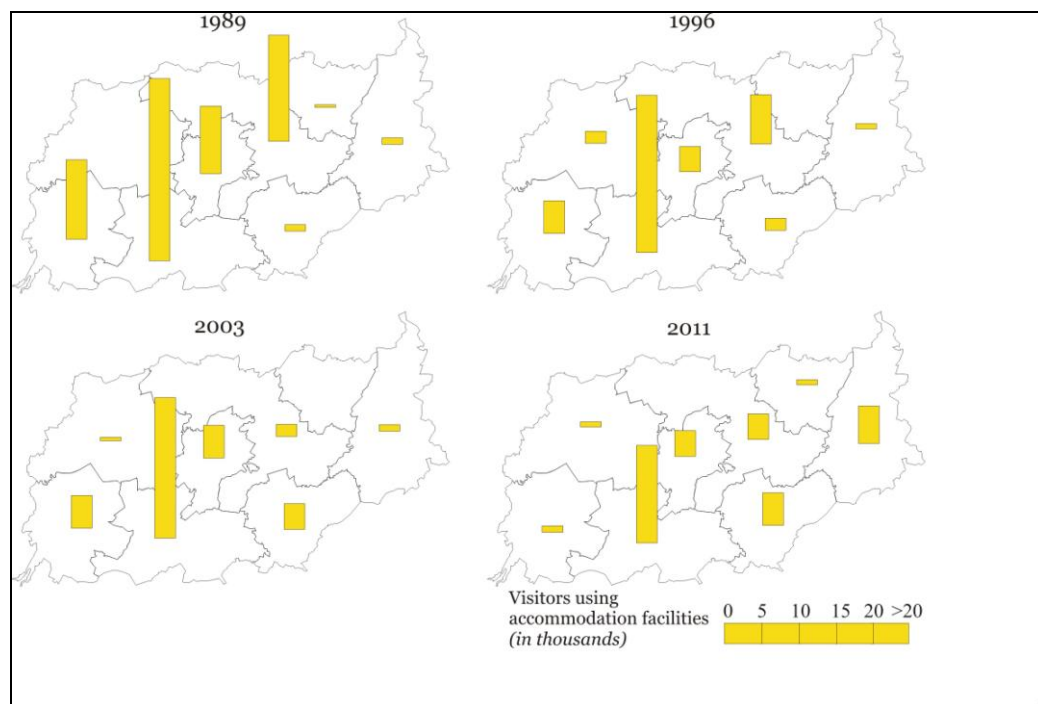 1989
1996
2003
2011
Visitors using
accommodation facilities
(in thousands)
0 5 10 15 20 >20